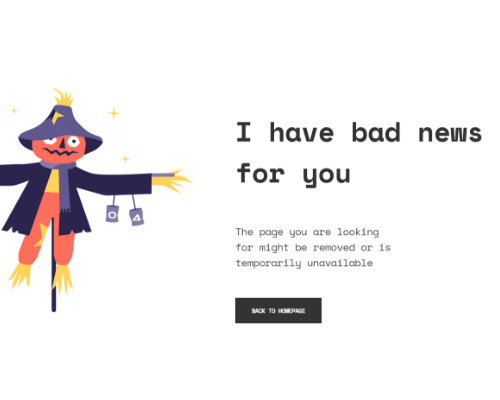 I have bad news
for you
0 4
The page you are looking
for might be removed or is
temporarily unavailable
BACK TO HOMEPAGE